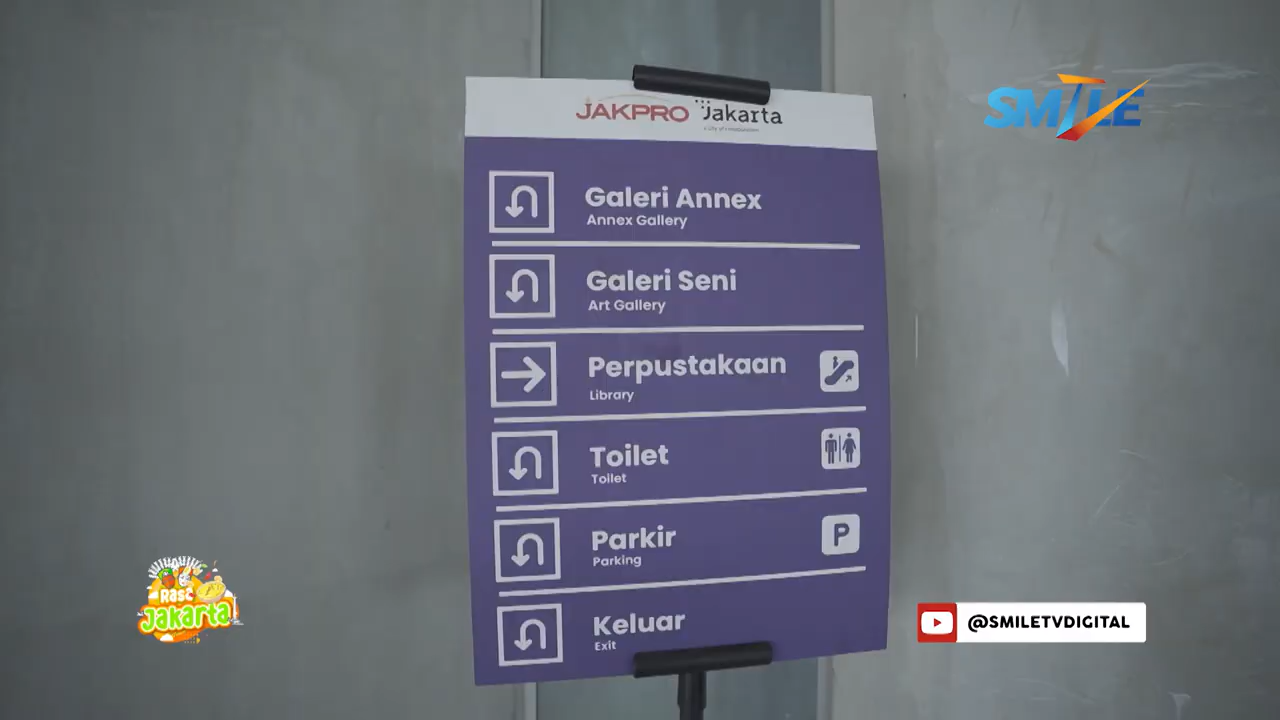 JAKPRO Jakarta
SMILE
Galeri Annex
Annex Gallery
Galeri Seni
Art Gallery
Perpustakaan
Library
Toilet
Toilet
Parkir
Parking
P
Keluar
Exit
Rasa
Jakarta
@SMILETVDIGITAL